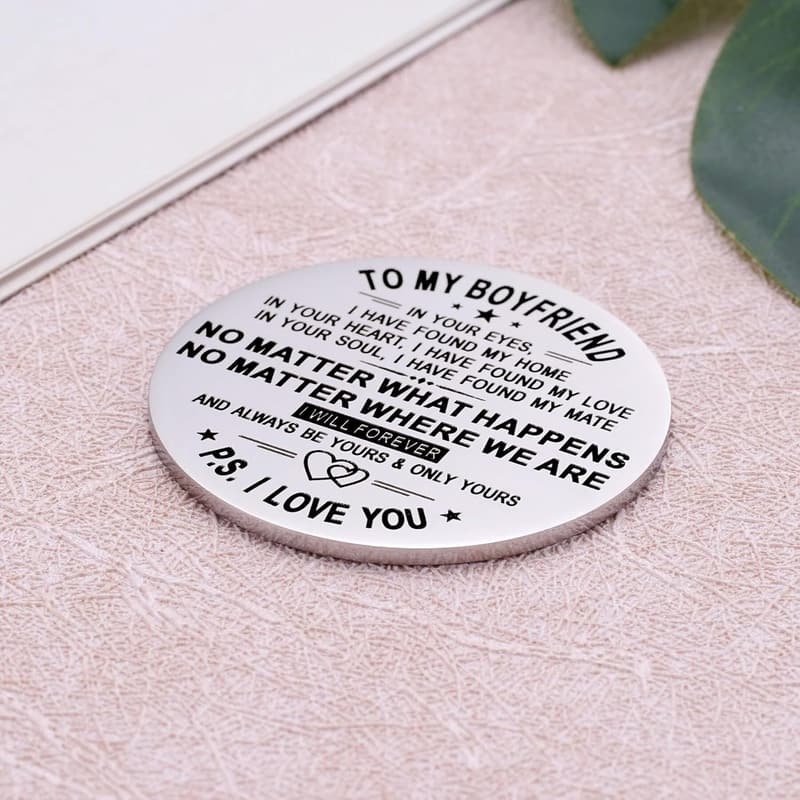 TO MY BOYFRIEND
IN YOUR EYES,
I HAVE FOUND MY HOME
IN YOUR HEART, I HAVE FOUND MY LOVE
IN YOUR SOUL, I HAVE FOUND MY MATE
NO MATTER WHAT HAPPENS
NO MATTER WHERE WE ARE
I WILL FOREVER
AND ALWAYS BE YOURS & ONLY YOURS
P.S. I LOVE YOU